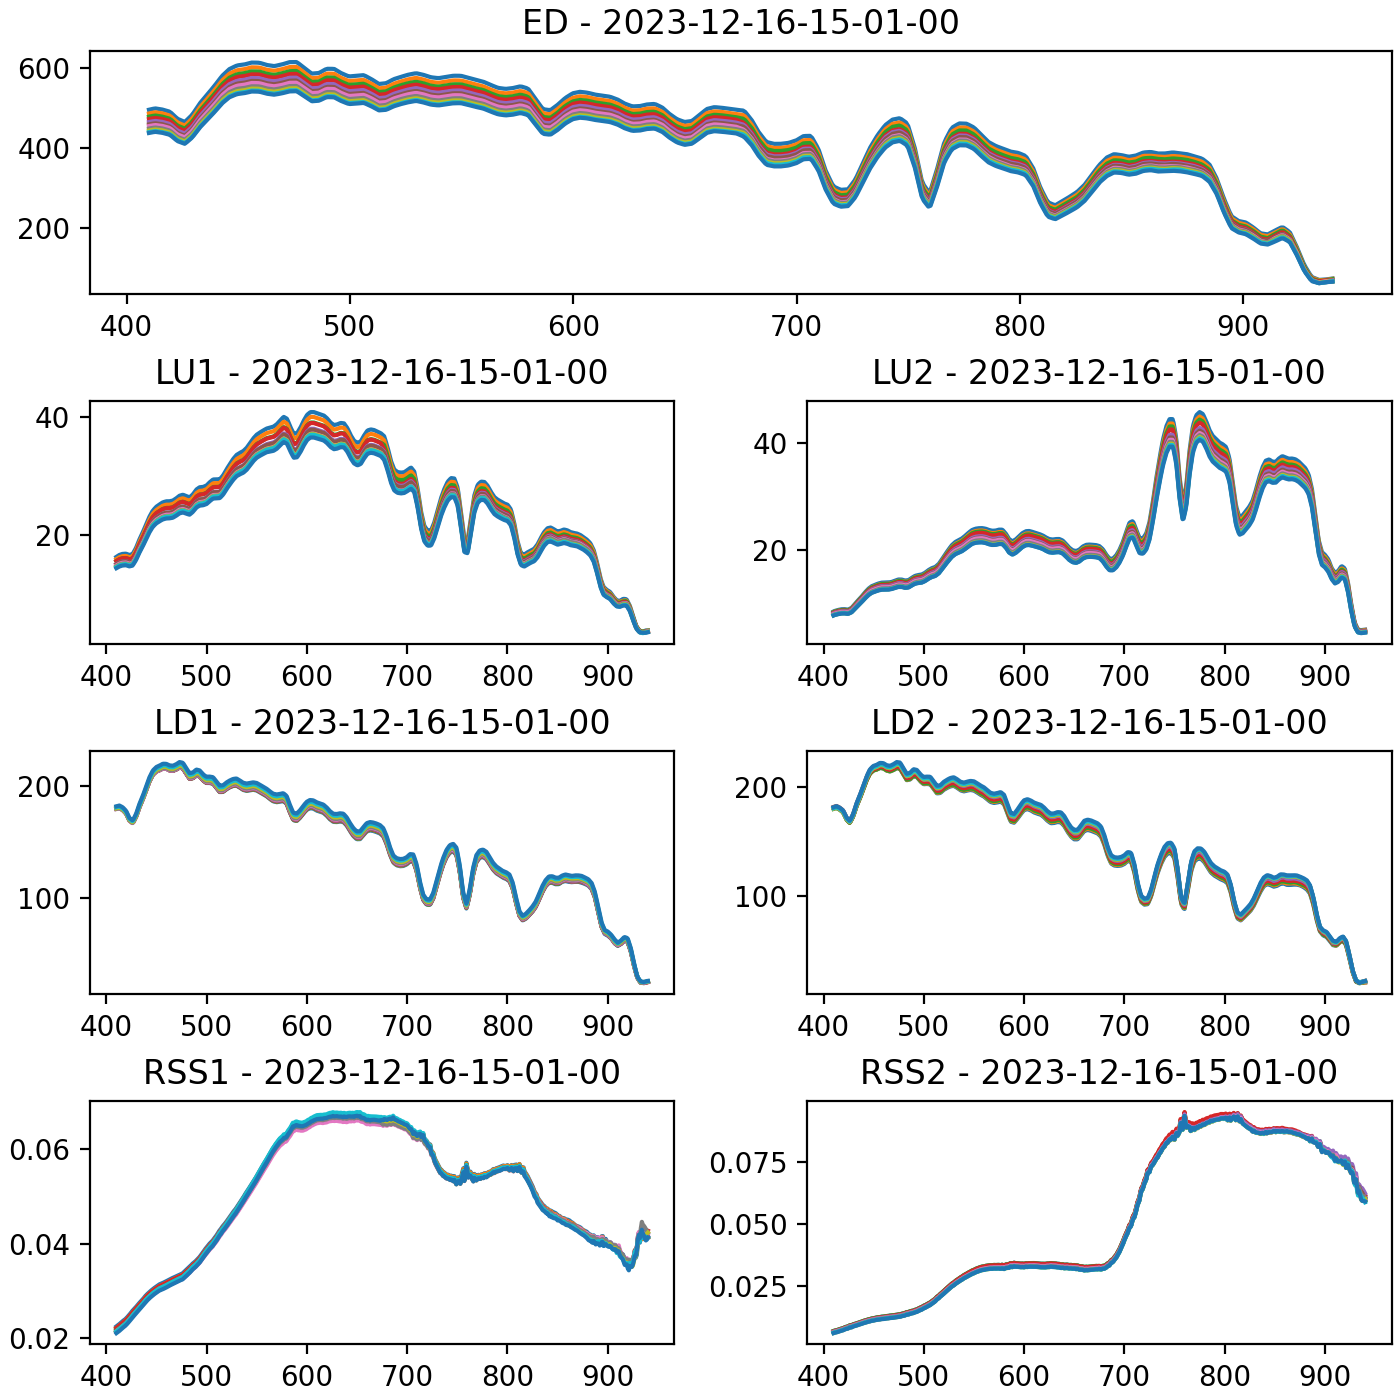 ED - 2023-12-16-15-01-00
600
400
200
400 500 600 700 800 900
LU1 - 2023-12-16-15-01-00
40
20
400 500 600 700 800 900
LU2 - 2023-12-16-15-01-00
40
20
400 500 600 700 800 900
LD1 - 2023-12-16-15-01-00
200
100
400 500 600 700 800 900
LD2 - 2023-12-16-15-01-00
200
100
400 500 600 700 800 900
RSS1 - 2023-12-16-15-01-00
0.06
0.04
0.02
400 500 600 700 800 900
RSS2 - 2023-12-16-15-01-00
0.075
0.050
0.025
400 500 600 700 800 900